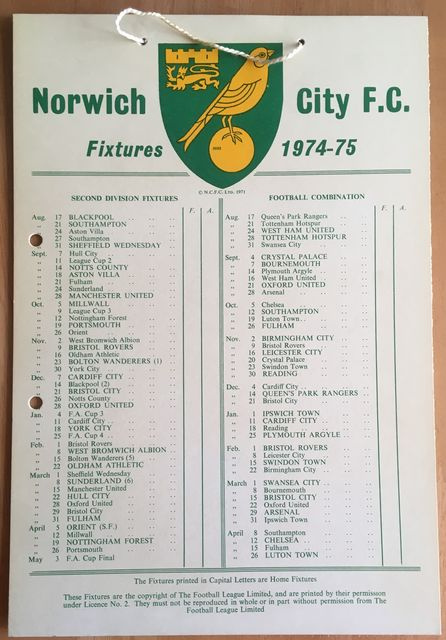 Norwich City F.C.
Fixtures 1974-75
© N.C.F.C. Ltd. 1971
SECOND DIVISION FIXTURES
F. A.
Aug. 17 BLACKPOOL
„ 21 SOUTHAMPTON
„ 24 Aston Villa
27 Southampton
„ 31 SHEFFIELD WEDNESDAY
Sept. 7 Hull City
„ 11 League Cup 2
„ 14 NOTTS COUNTY
„ 18 ASTON VILLA
„ 21 Fulham
„ 24 Sunderland
„ 28 MANCHESTER UNITED
Oct. 5 MILLWALL
„ 9 League Cup 3
„ 12 Nottingham Forest
„ 19 PORTSMOUTH
„ 26 Orient
Nov. 2 West Bromwich Albion
„ 9 BRISTOL ROVERS
„ 16 Oldham Athletic
„ 23 BOLTON WANDERERS (1)
„ 30 York City
Dec. 7 CARDIFF CITY
„ 14 Blackpool (2)
„ 21 BRISTOL CITY
26 Notts County
„ 28 OXFORD UNITED
Jan. 4 F.A. Cup 3
„ 11 Cardiff City
„ 18 YORK CITY
„ 25 F.A. Cup 4
Feb. 1 Bristol Rovers
„ 8 WEST BROMWICH ALBION
„ 15 Bolton Wanderers (5)
„ 22 OLDHAM ATHLETIC
March 1 Sheffield Wednesday
„ 8 SUNDERLAND (6)
„ 15 Manchester United
„ 22 HULL CITY
„ 28 Oxford United
„ 29 Bristol City
„ 31 FULHAM
April 5 ORIENT (S.F.)
„ 12 Millwall
„ 19 NOTTINGHAM FOREST
„ 26 Portsmouth
May 3 F.A. Cup Final
FOOTBALL COMBINATION
F. A.
Aug. 17 Queen's Park Rangers
„ 21 Tottenham Hotspur
„ 24 WEST HAM UNITED
„ 28 TOTTENHAM HOTSPUR
„ 31 Swansea City
Sept. 4 CRYSTAL PALACE
„ 7 BOURNEMOUTH
„ 14 Plymouth Argyle
„ 16 West Ham United
„ 21 OXFORD UNITED
„ 28 Arsenal
Oct. 5 Chelsea
„ 12 SOUTHAMPTON
„ 19 Luton Town
„ 26 FULHAM
Nov. 2 BIRMINGHAM CITY
„ 9 Bristol Rovers
„ 16 LEICESTER CITY
„ 20 Crystal Palace
„ 23 Swindon Town
„ 30 READING
Dec. 4 Cardiff City
„ 14 QUEEN'S PARK RANGERS
„ 21 Bristol City
Jan. 1 IPSWICH TOWN
„ 11 CARDIFF CITY
„ 18 Reading
„ 25 PLYMOUTH ARGYLE
Feb. 1 BRISTOL ROVERS
„ 8 Leicester City
„ 15 SWINDON TOWN
„ 22 Birmingham City
March 1 SWANSEA CITY
„ 8 Bournemouth
„ 15 BRISTOL CITY
„ 22 Oxford United
„ 29 ARSENAL
„ 31 Ipswich Town
April 8 Southampton
„ 12 CHELSEA
„ 15 Fulham
„ 26 LUTON TOWN
The Fixtures printed in Capital Letters are Home Fixtures
These Fixtures are the copyright of The Football League Limited, and are printed by their permission
under Licence No. 2. They must not be reproduced in whole or in part without permission from The
Football League Limited